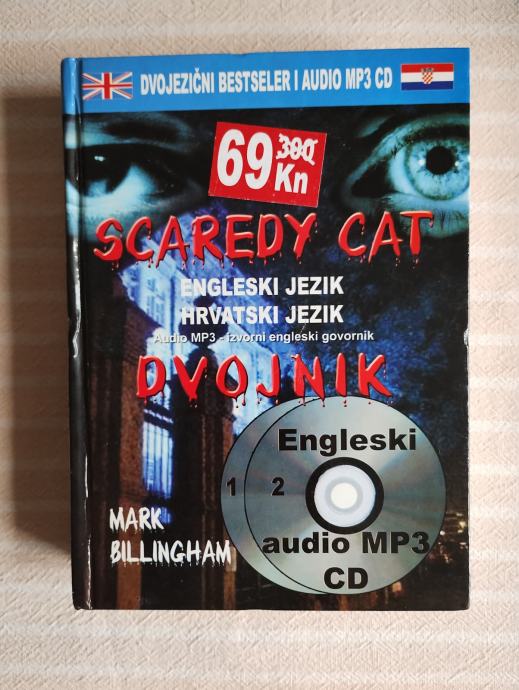 DVOJEZIČNI BESTSELER I AUDIO MP3 CD
300
69 Kn
SCAREDY CAT
ENGLESKI JEZIK
HRVATSKI JEZIK
Audio MP3 - izvorni engleski govornik
DVOJNIK
Engleski
1 2
MARK
BILLINGHAM
audio MP3
CD